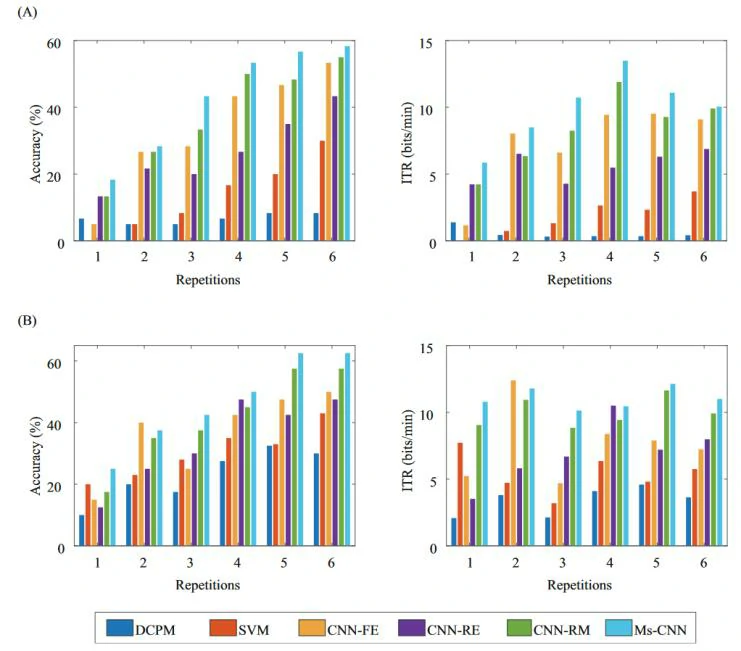 (A)
60
40
20
0
Accuracy (%)
1 2 3 4 5 6
Repetitions
15
10
5
0
ITR (bits/min)
1 2 3 4 5 6
Repetitions
(B)
60
40
20
0
Accuracy (%)
1 2 3 4 5 6
Repetitions
15
10
5
0
ITR (bits/min)
1 2 3 4 5 6
Repetitions
DCPM SVM CNN-FE CNN-RE CNN-RM Ms-CNN